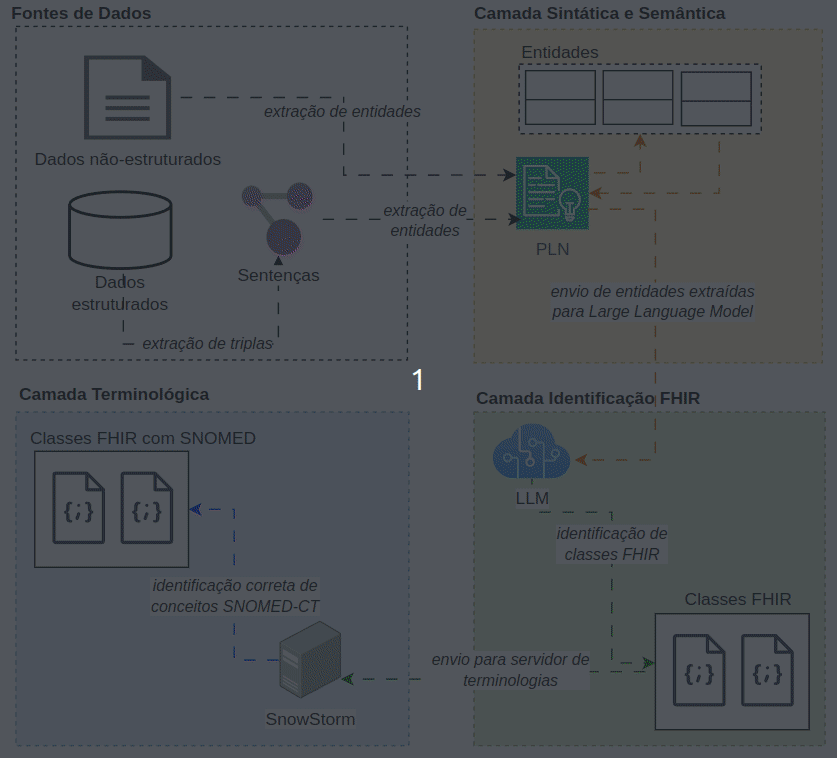 Fontes de Dados
Dados não-estruturados
extração de entidades
Dados
estruturados
Sentenças
extração de triplas
extração de
entidades
Camada Sintática e Semântica
Entidades
PLN
envio de entidades extraídas
para Large Language Model
1
Camada Terminológica
Classes FHIR com SNOMED
{;}
{;}
identificação correta de
conceitos SNOMED-CT
SnowStorm
Camada Identificação FHIR
LLM
identificação de
classes FHIR
Classes FHIR
{;}
{;}
envio para servidor de
terminologias